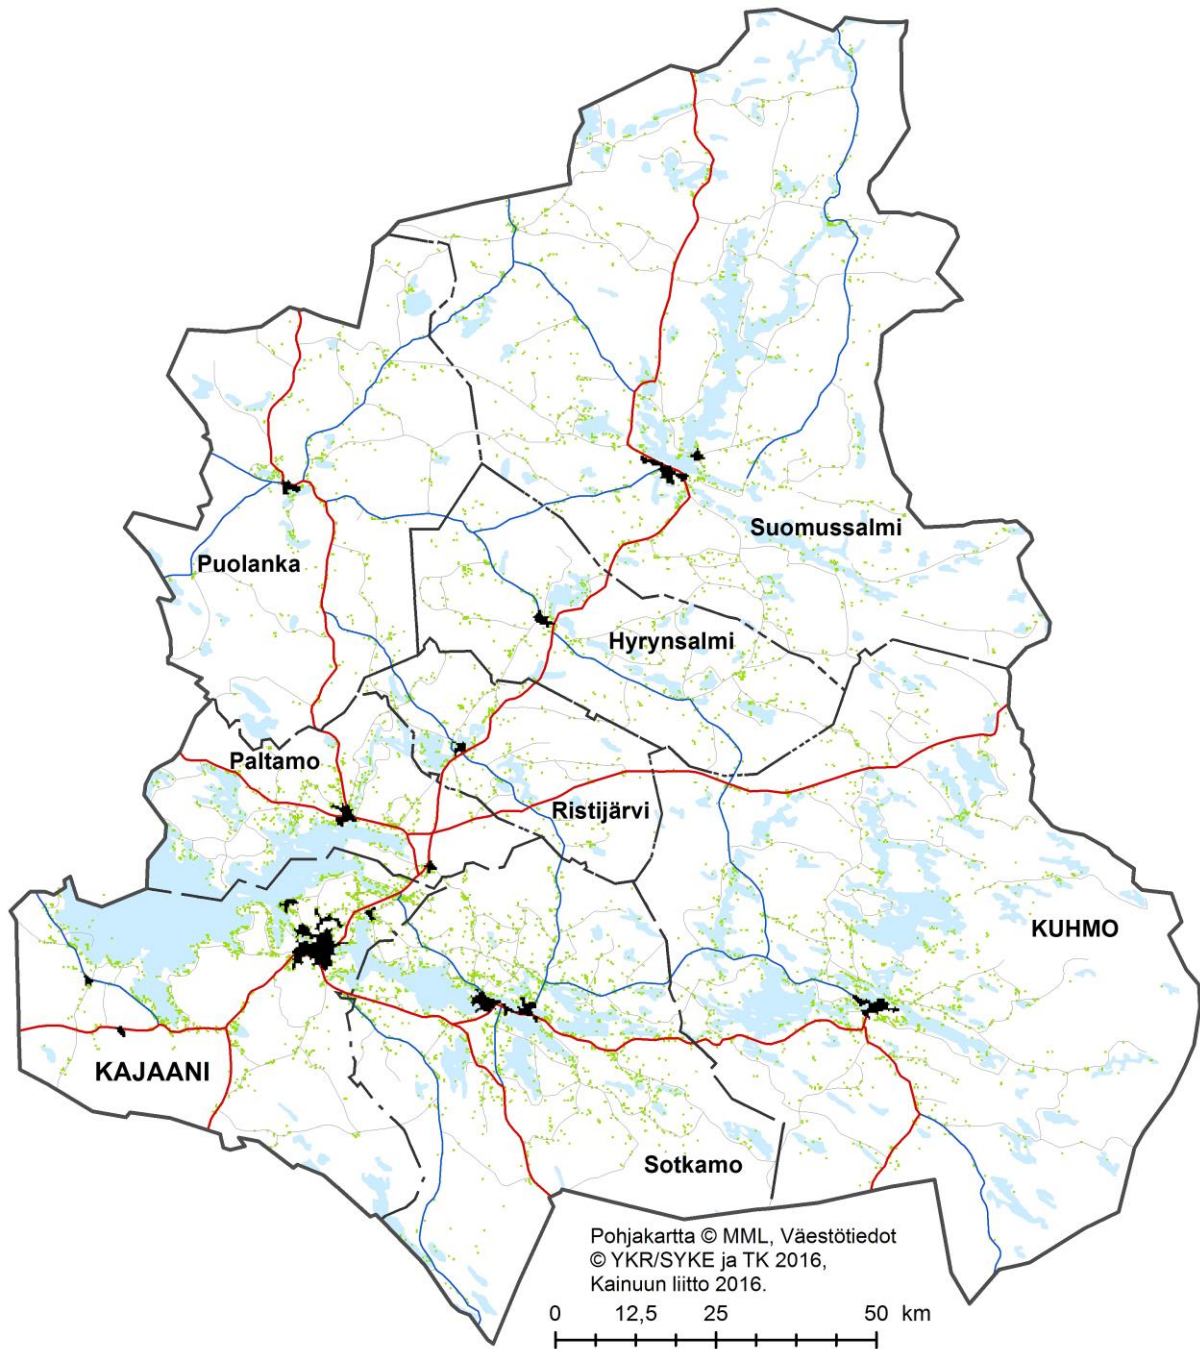 Suomussalmi
Puolanka
Hyrynsalmi
Paltamo
Ristijärvi
KUHMO
KAJAANI
Sotkamo
Pohjakartta © MML, Väestötiedot
© YKR/SYKE ja TK 2016,
Kainuun liitto 2016.
0 12,5 25 50 km